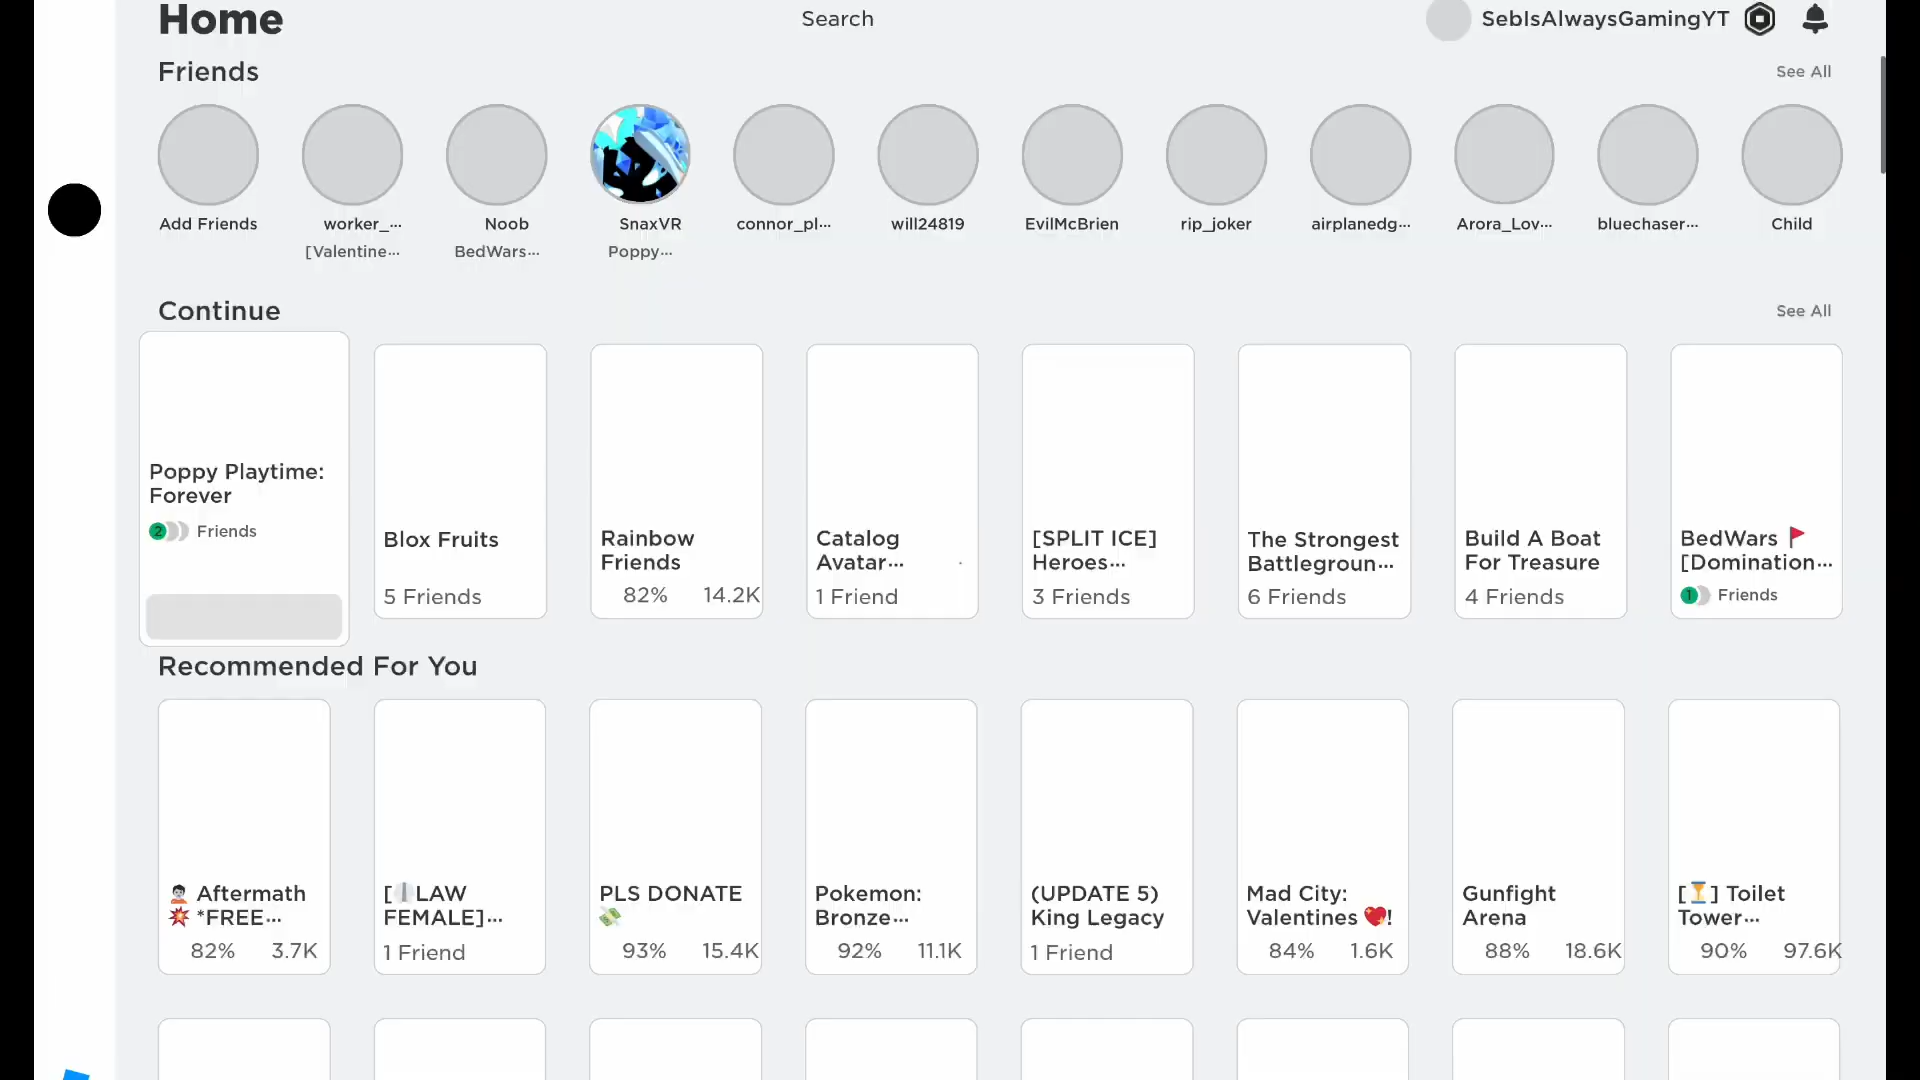 Home
Search
SebIsAlwaysGamingYT
Friends
See All
Add Friends
worker_...
Noob
SnaxVR
connor_pl...
will24819
EvilMcBrien
rip_joker
airplanedg...
Arora_Lov...
bluechaser...
Child
[Valentine...
BedWars...
Poppy...
Continue
See All
Poppy Playtime:
Forever
2 Friends
Blox Fruits
5 Friends
Rainbow
Friends
82% 14.2K
Catalog
Avatar...
1 Friend
[SPLIT ICE]
Heroes...
3 Friends
The Strongest
Battlegroun...
6 Friends
Build A Boat
For Treasure
4 Friends
BedWars 🚩
[Domination...
1 Friends
Recommended For You
Aftermath
💥 *FREE...
82% 3.7K
[LAW
FEMALE]...
1 Friend
PLS DONATE
💸
93% 15.4K
Pokemon:
Bronze...
92% 11.1K
(UPDATE 5)
King Legacy
1 Friend
Mad City:
Valentines 💖!
84% 1.6K
Gunfight
Arena
88% 18.6K
[⏳] Toilet
Tower...
90% 97.6K